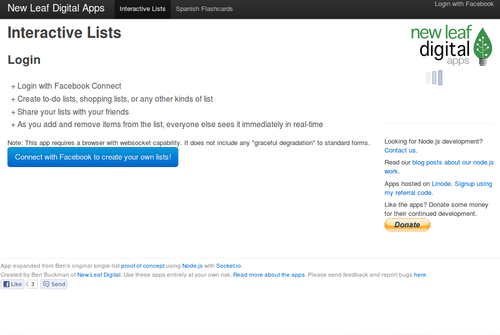 New Leaf Digital Apps Interactive Lists Spanish Flashcards Login with Facebook
Interactive Lists
new leaf
digital
apps
Login
+ Login with Facebook Connect
+ Create to-do lists, shopping lists, or any other kinds of list
+ Share your lists with your friends
+ As you add and remove items from the list, everyone else sees it immediately in real-time
Note: This app requires a browser with websocket capability. It does not include any "graceful degradation" to standard forms.
Connect with Facebook to create your own lists!
Looking for Node.js development?
Contact us.
Read our blog posts about our node.js
work.
Apps hosted on Linode. Signup using
my referral code.
Like the apps? Donate some money
for their continued development.
Donate
App expanded from Ben's original single-list proof of concept using Node.js with Socket.io.
Created by Ben Buckman of New Leaf Digital. Use these apps entirely at your own risk. Read more about the apps. Please send feedback and report bugs here.
Like 3 Send